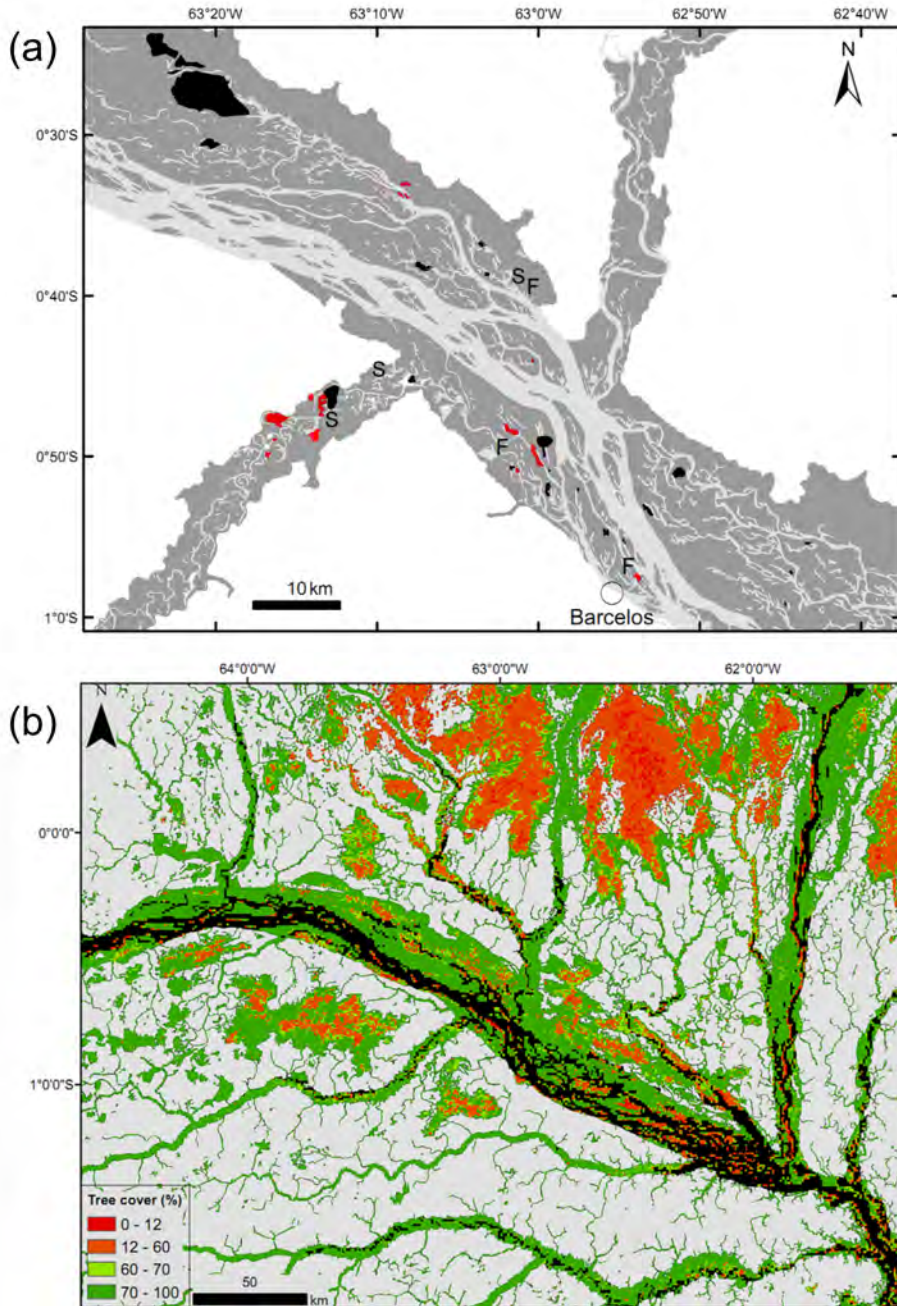 63°20'W 63°10'W 63°0'W 62°50'W 62°40'W
(a)
N
0°30'S
S
F
0°40'S
S
S
F
0°50'S
F
10 km
1°0'S
Barcelos
64°0'0"W 63°0'0"W 62°0'0"W
(b)
N
0°0'0"
1°0'0"S
Tree cover (%)
0 - 12
12 - 60
60 - 70
70 - 100
50
km